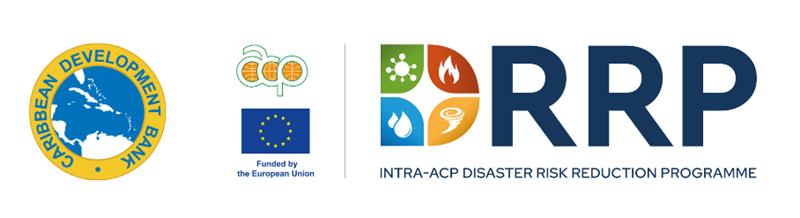 CARIBBEAN DEVELOPMENT BANK
acp
Funded by
the European Union
DRRP
INTRA-ACP DISASTER RISK REDUCTION PROGRAMME